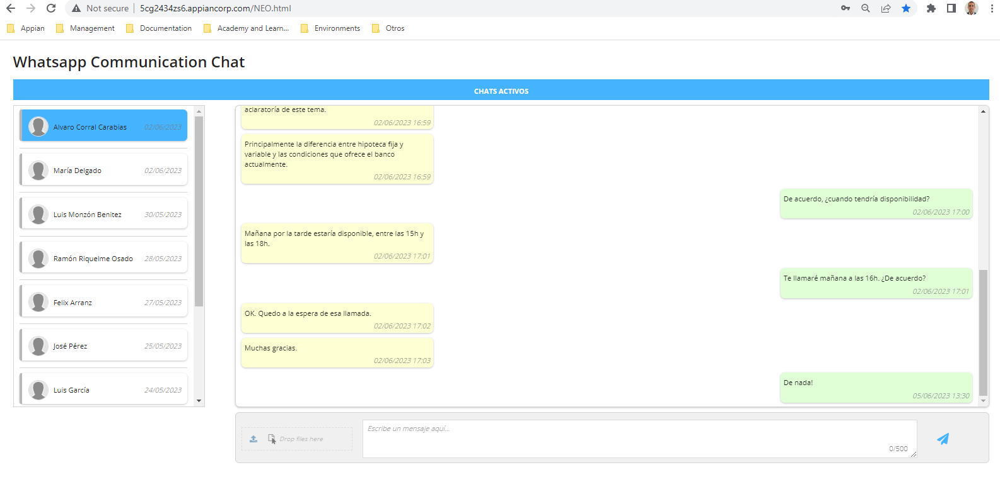 Not secure | 5cg2434zs6.appiancorp.com/NEO.html
Appian Management Documentation Academy and Learn... Environments Otros
Whatsapp Communication Chat
CHATS ACTIVOS
Alvaro Corral Carabias 02/06/2023
María Delgado 02/06/2023
Luis Monzón Benitez 30/05/2023
Ramón Riquelme Osado 28/05/2023
Felix Arranz 27/05/2023
José Pérez 25/05/2023
Luis García 24/05/2023
aclaratoría de este tema.
02/06/2023 16:59
Principalmente la diferencia entre hipoteca fija y
variable y las condiciones que ofrece el banco
actualmente.
02/06/2023 16:59
De acuerdo, ¿cuando tendría disponibilidad?
02/06/2023 17:00
Mañana por la tarde estaría disponible, entre las 15h y
las 18h.
02/06/2023 17:01
Te llamaré mañana a las 16h. ¿De acuerdo?
02/06/2023 17:01
OK. Quedo a la espera de esa llamada.
02/06/2023 17:02
Muchas gracias.
02/06/2023 17:03
De nada!
05/06/2023 13:30
Drop files here
Escribe un mensaje aquí...
0/500